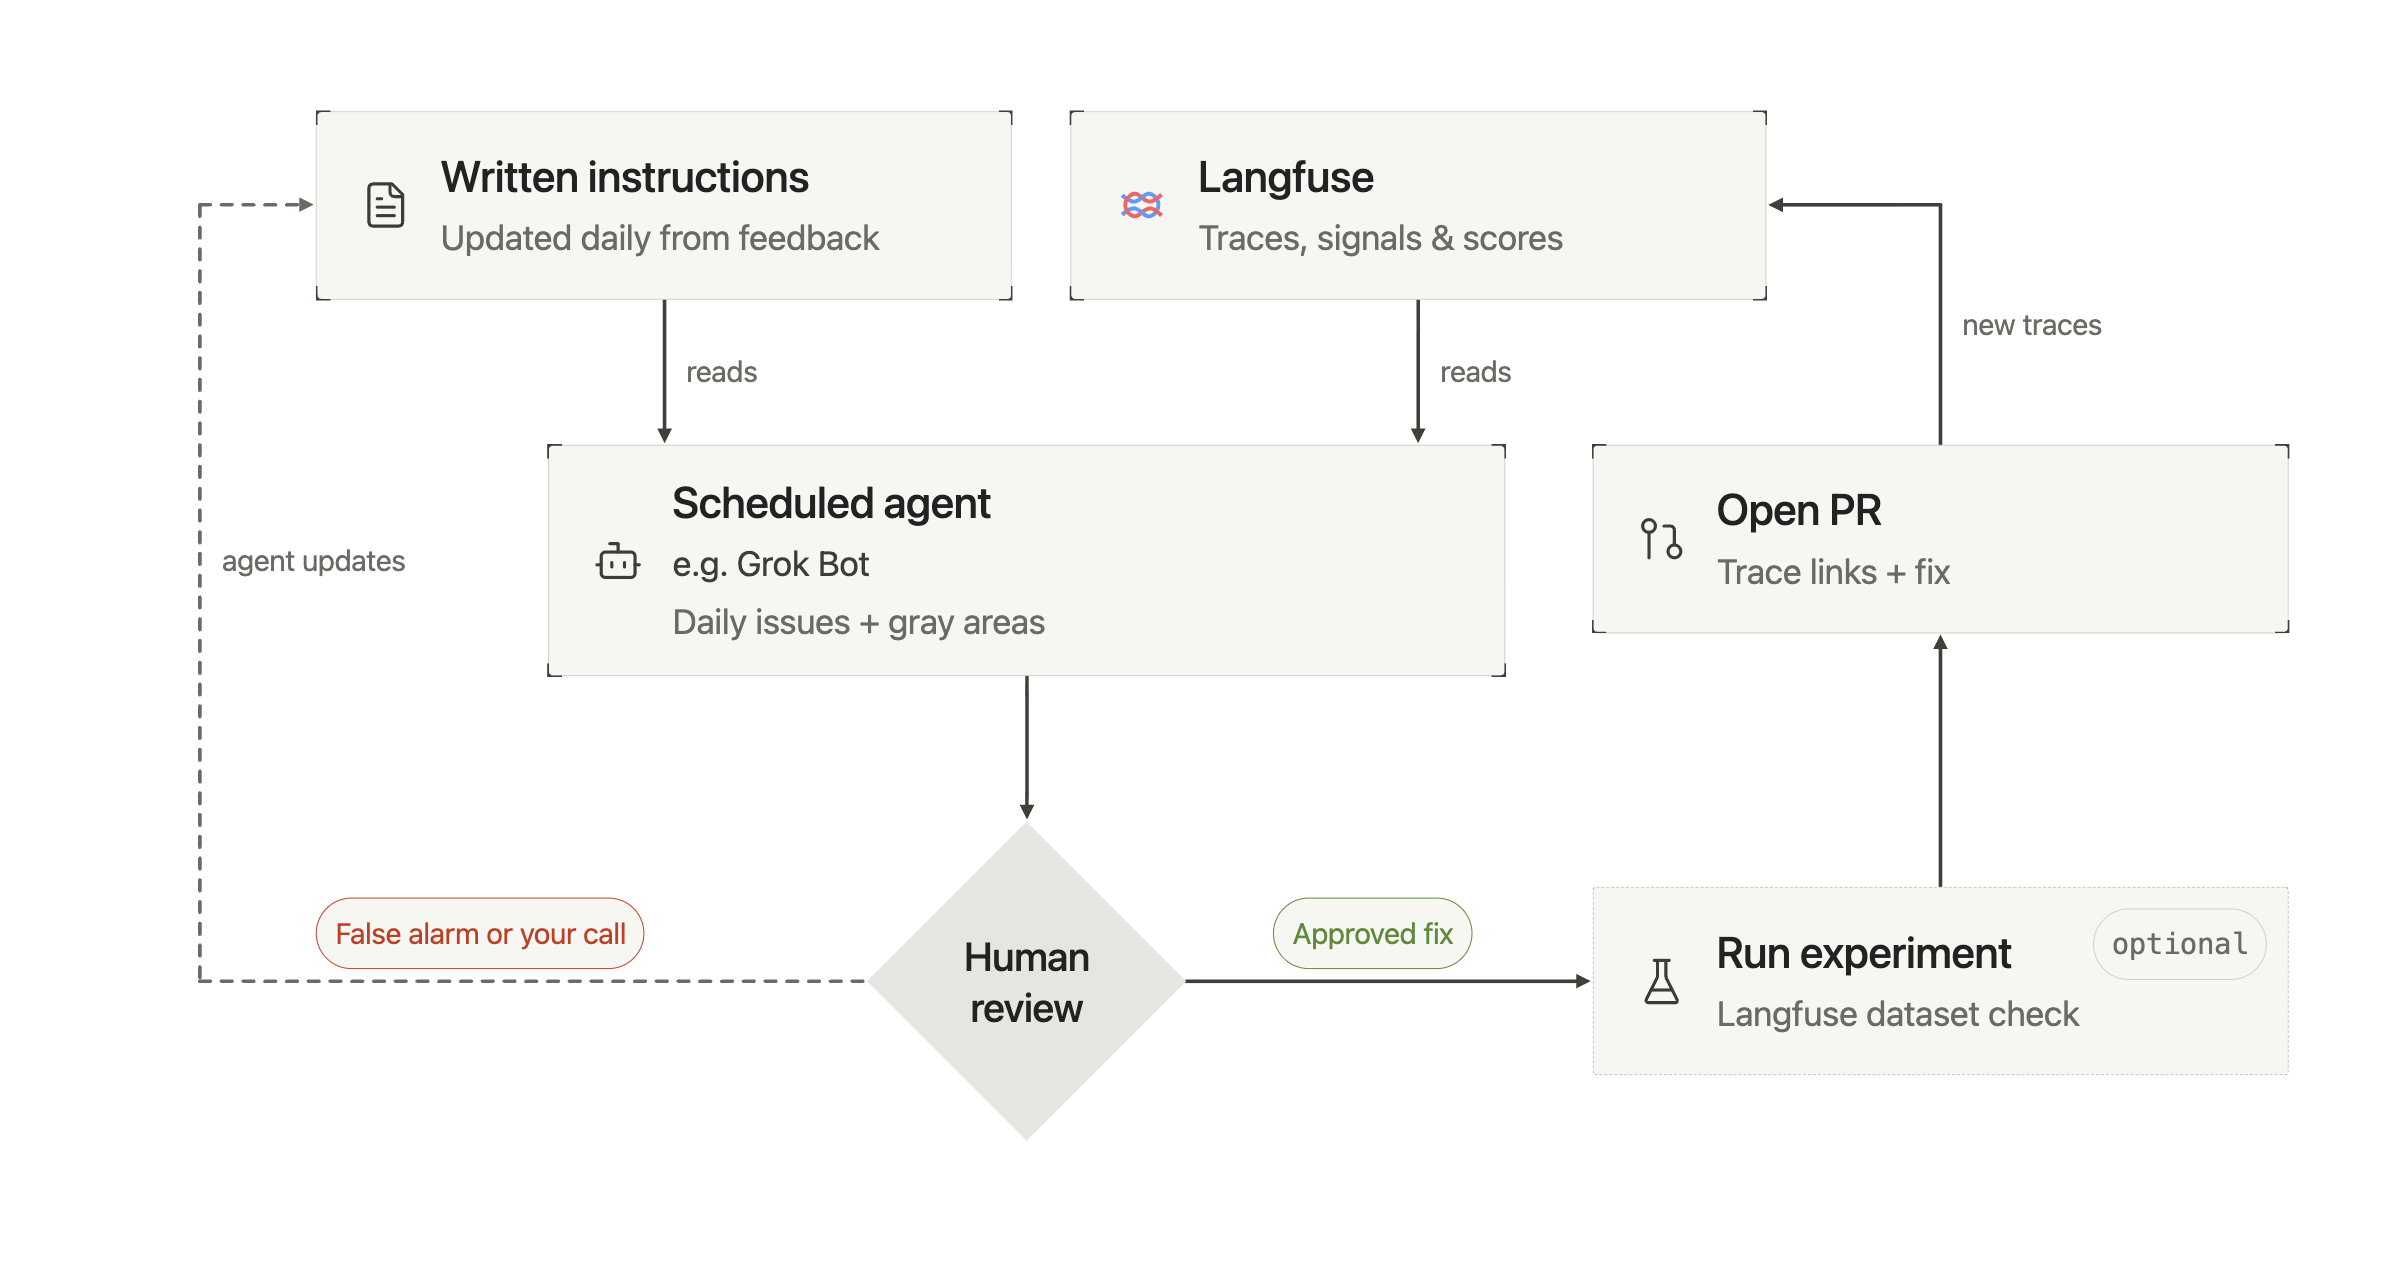 Written instructions
Updated daily from feedback
Langfuse
Traces, signals & scores
reads
reads
new traces
Scheduled agent
e.g. Grok Bot
Daily issues + gray areas
Open PR
Trace links + fix
agent updates
False alarm or your call
Human
review
Approved fix
Run experiment
optional
Langfuse dataset check